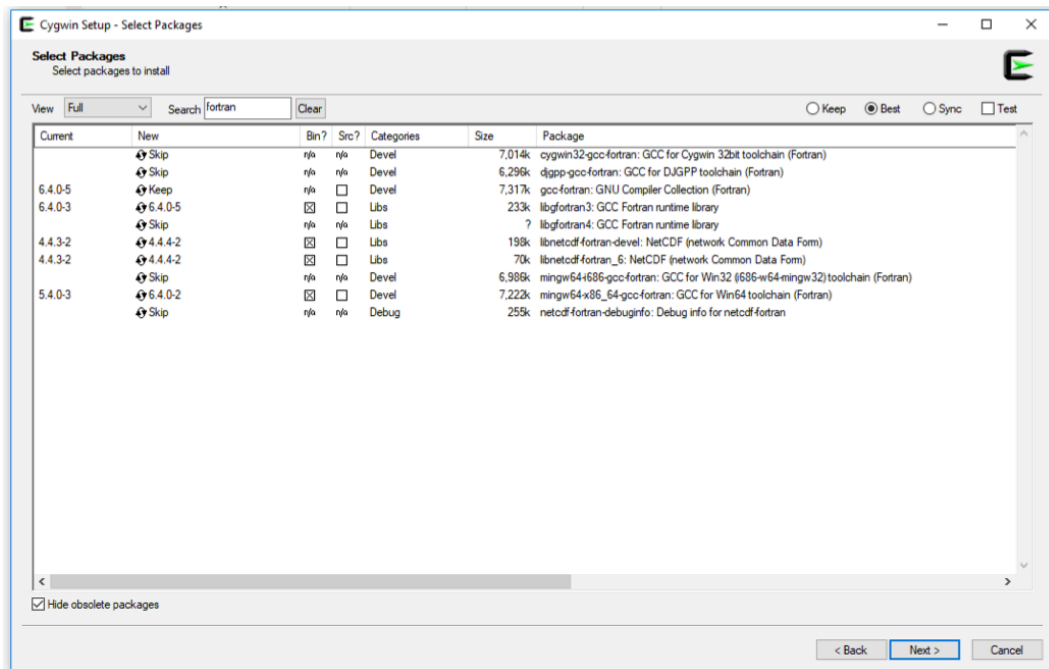 Cygwin Setup - Select Packages
Select Packages
Select packages to install
View Full Search fortran Clear Keep Best Sync Test
Current New Bin? Src? Categories Size Package
Skip n/a n/a Devel 7,014k cygwin32-gcc-fortran: GCC for Cygwin 32bit toolchain (Fortran)
Skip n/a n/a Devel 6,296k djgpp-gcc-fortran: GCC for DJGPP toolchain (Fortran)
6.4.0-5 Keep n/a Devel 7,317k gcc-fortran: GNU Compiler Collection (Fortran)
6.4.0-3 6.4.0-5 Libs 233k libgfortran3: GCC Fortran runtime library
Skip n/a n/a Libs ? libgfortran4: GCC Fortran runtime library
4.4.3-2 4.4.4-2 Libs 198k libnetcdf-fortran-devel: NetCDF (network Common Data Form)
4.4.3-2 4.4.4-2 Libs 70k libnetcdf-fortran_6: NetCDF (network Common Data Form)
Skip n/a n/a Devel 6,986k mingw64-i686-gcc-fortran: GCC for Win32 (i686-w64-mingw32) toolchain (Fortran)
5.4.0-3 6.4.0-2 Devel 7,222k mingw64-x86_64-gcc-fortran: GCC for Win64 toolchain (Fortran)
Skip n/a n/a Debug 255k netcdf-fortran-debuginfo: Debug info for netcdf-fortran
Hide obsolete packages
< Back Next > Cancel